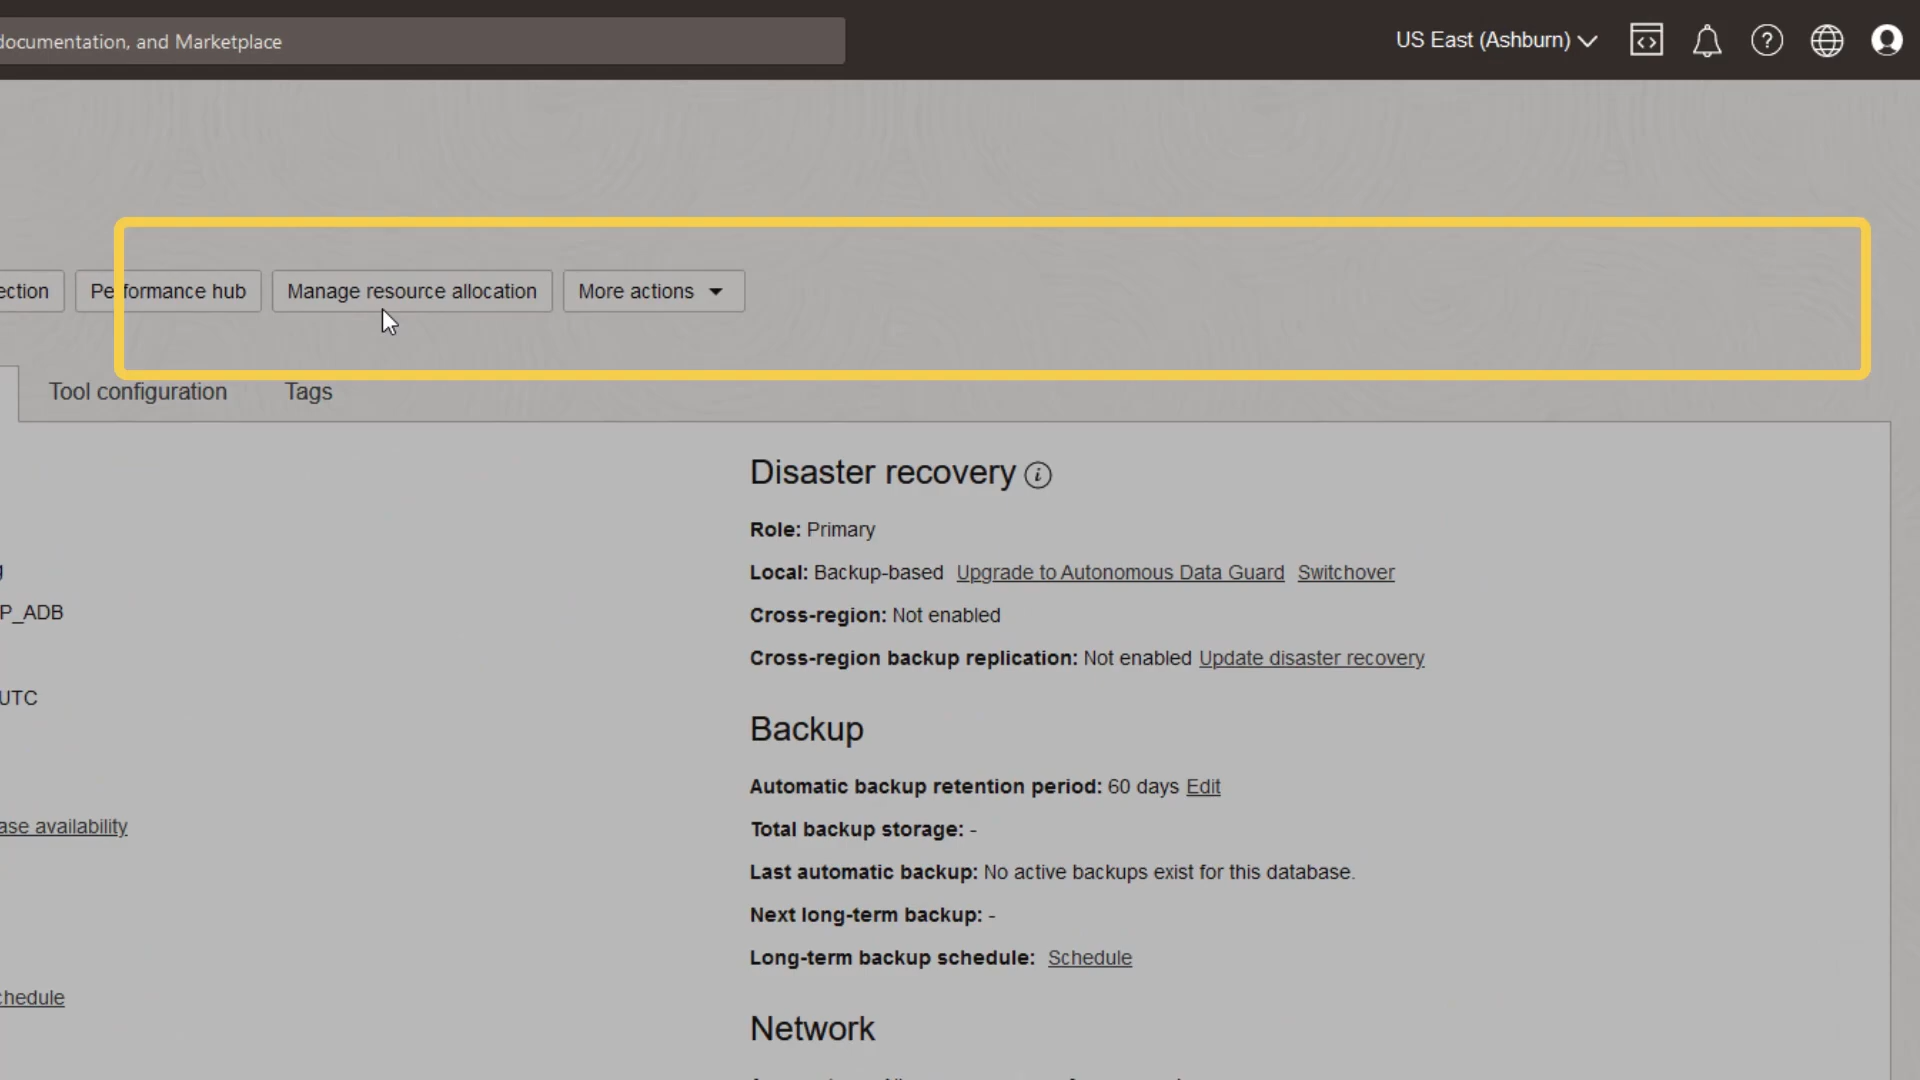 documentation, and Marketplace
US East (Ashburn)
ection
Performance hub
Manage resource allocation
More actions
Tool configuration
Tags
Disaster recovery
Role: Primary
Local: Backup-based Upgrade to Autonomous Data Guard Switchover
P_ADB
Cross-region: Not enabled
Cross-region backup replication: Not enabled Update disaster recovery
UTC
Backup
Automatic backup retention period: 60 days Edit
ase availability
Total backup storage: -
Last automatic backup: No active backups exist for this database.
Next long-term backup: -
Long-term backup schedule: Schedule
chedule
Network